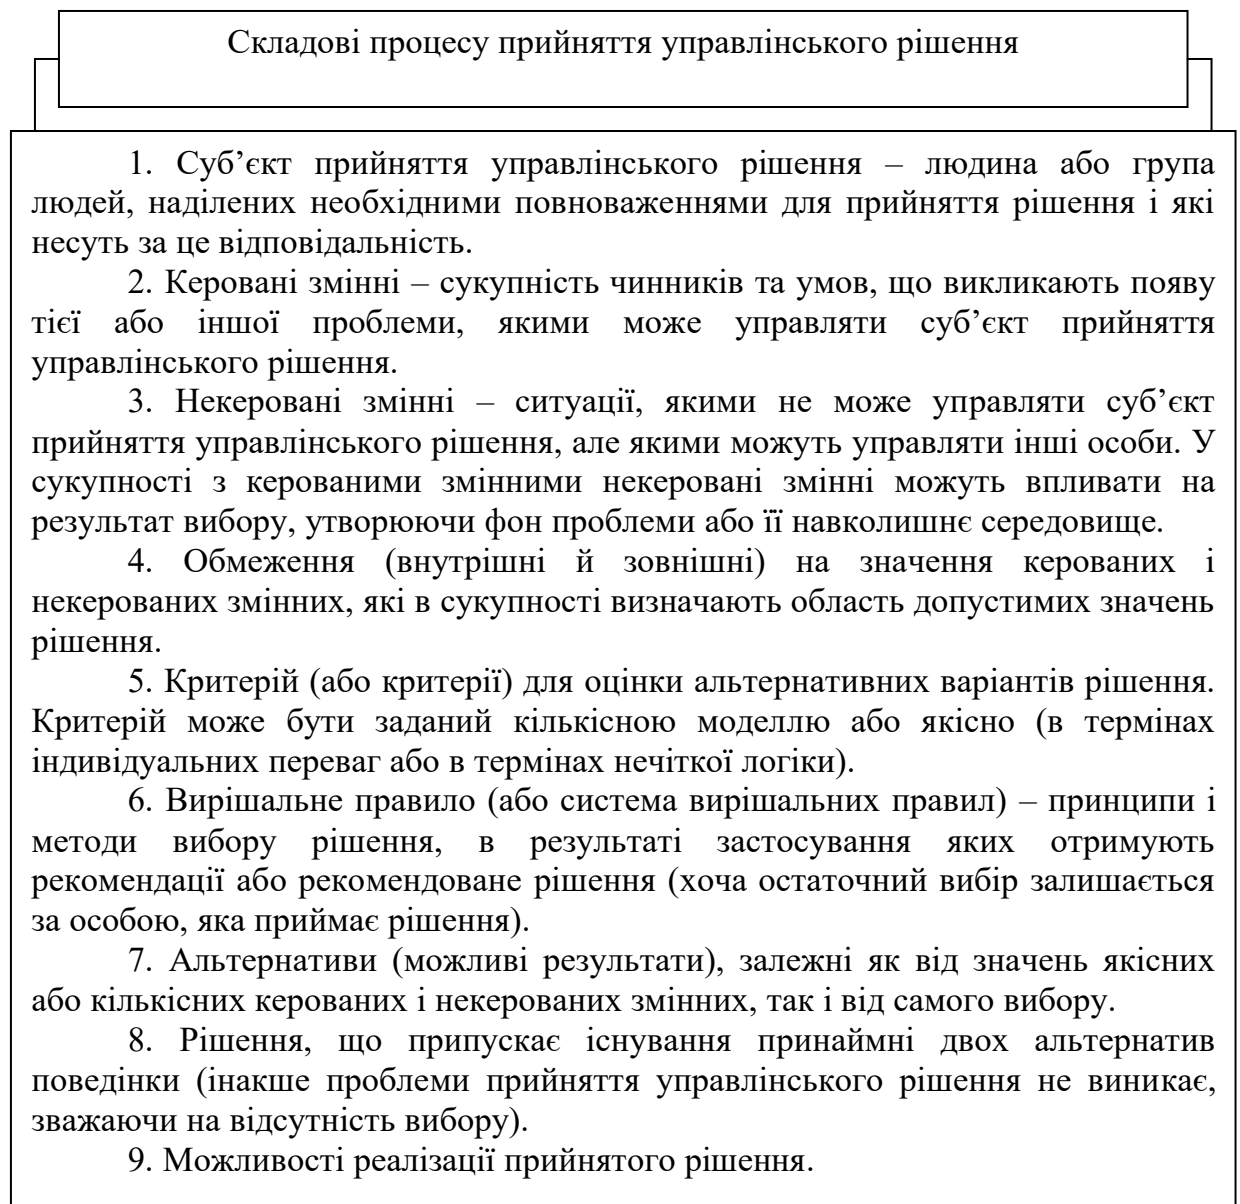 Складові процесу прийняття управлінського рішення
1. Суб’єкт прийняття управлінського рішення – людина або група
людей, наділених необхідними повноваженнями для прийняття рішення і які
несуть за це відповідальність.
2. Керовані змінні – сукупність чинників та умов, що викликають появу
тієї або іншої проблеми, якими може управляти суб’єкт прийняття
управлінського рішення.
3. Некеровані змінні – ситуації, якими не може управляти суб’єкт
прийняття управлінського рішення, але якими можуть управляти інші особи. У
сукупності з керованими змінними некеровані змінні можуть впливати на
результат вибору, утворюючи фон проблеми або її навколишнє середовище.
4. Обмеження (внутрішні й зовнішні) на значення керованих і
некерованих змінних, які в сукупності визначають область допустимих значень
рішення.
5. Критерій (або критерії) для оцінки альтернативних варіантів рішення.
Критерій може бути заданий кількісною моделлю або якісно (в термінах
індивідуальних переваг або в термінах нечіткої логіки).
6. Вирішальне правило (або система вирішальних правил) – принципи і
методи вибору рішення, в результаті застосування яких отримують
рекомендації або рекомендоване рішення (хоча остаточний вибір залишається
за особою, яка приймає рішення).
7. Альтернативи (можливі результати), залежні як від значень якісних
або кількісних керованих і некерованих змінних, так і від самого вибору.
8. Рішення, що припускає існування принаймні двох альтернатив
поведінки (інакше проблеми прийняття управлінського рішення не виникає,
зважаючи на відсутність вибору).
9. Можливості реалізації прийнятого рішення.